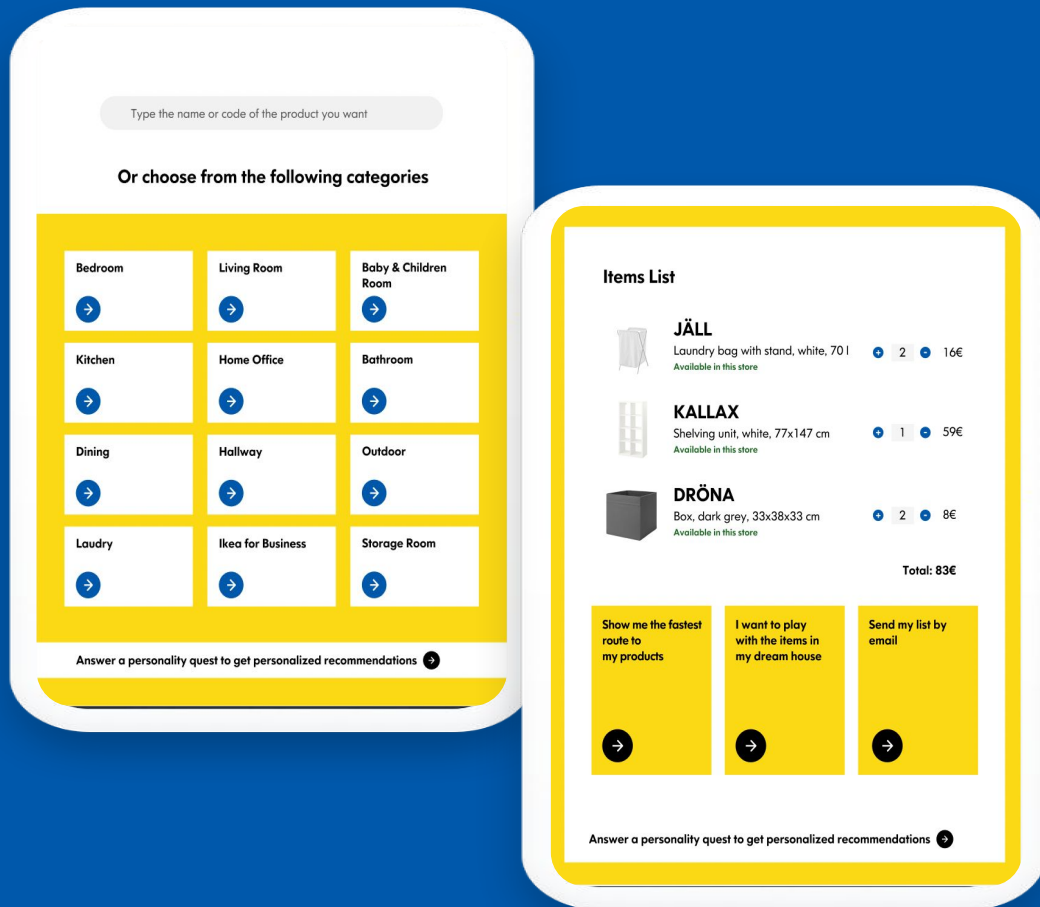 Type the name or code of the product you want
Or choose from the following categories
Bedroom
Living Room
Baby & Children
Room
Kitchen
Home Office
Bathroom
Dining
Hallway
Outdoor
Laudry
Ikea for Business
Storage Room
Answer a personality quest to get personalized recommendations
Items List
JÄLL
Laundry bag with stand, white, 70 l
+ 2 - 16€
Available in this store
KALLAX
Shelving unit, white, 77x147 cm
+ 1 - 59€
Available in this store
DRÖNA
Box, dark grey, 33x38x33 cm
+ 2 - 8€
Available in this store
Total: 83€
Show me the fastest
route to
my products
I want to play
with the items in
my dream house
Send my list by
email
Answer a personality quest to get personalized recommendations